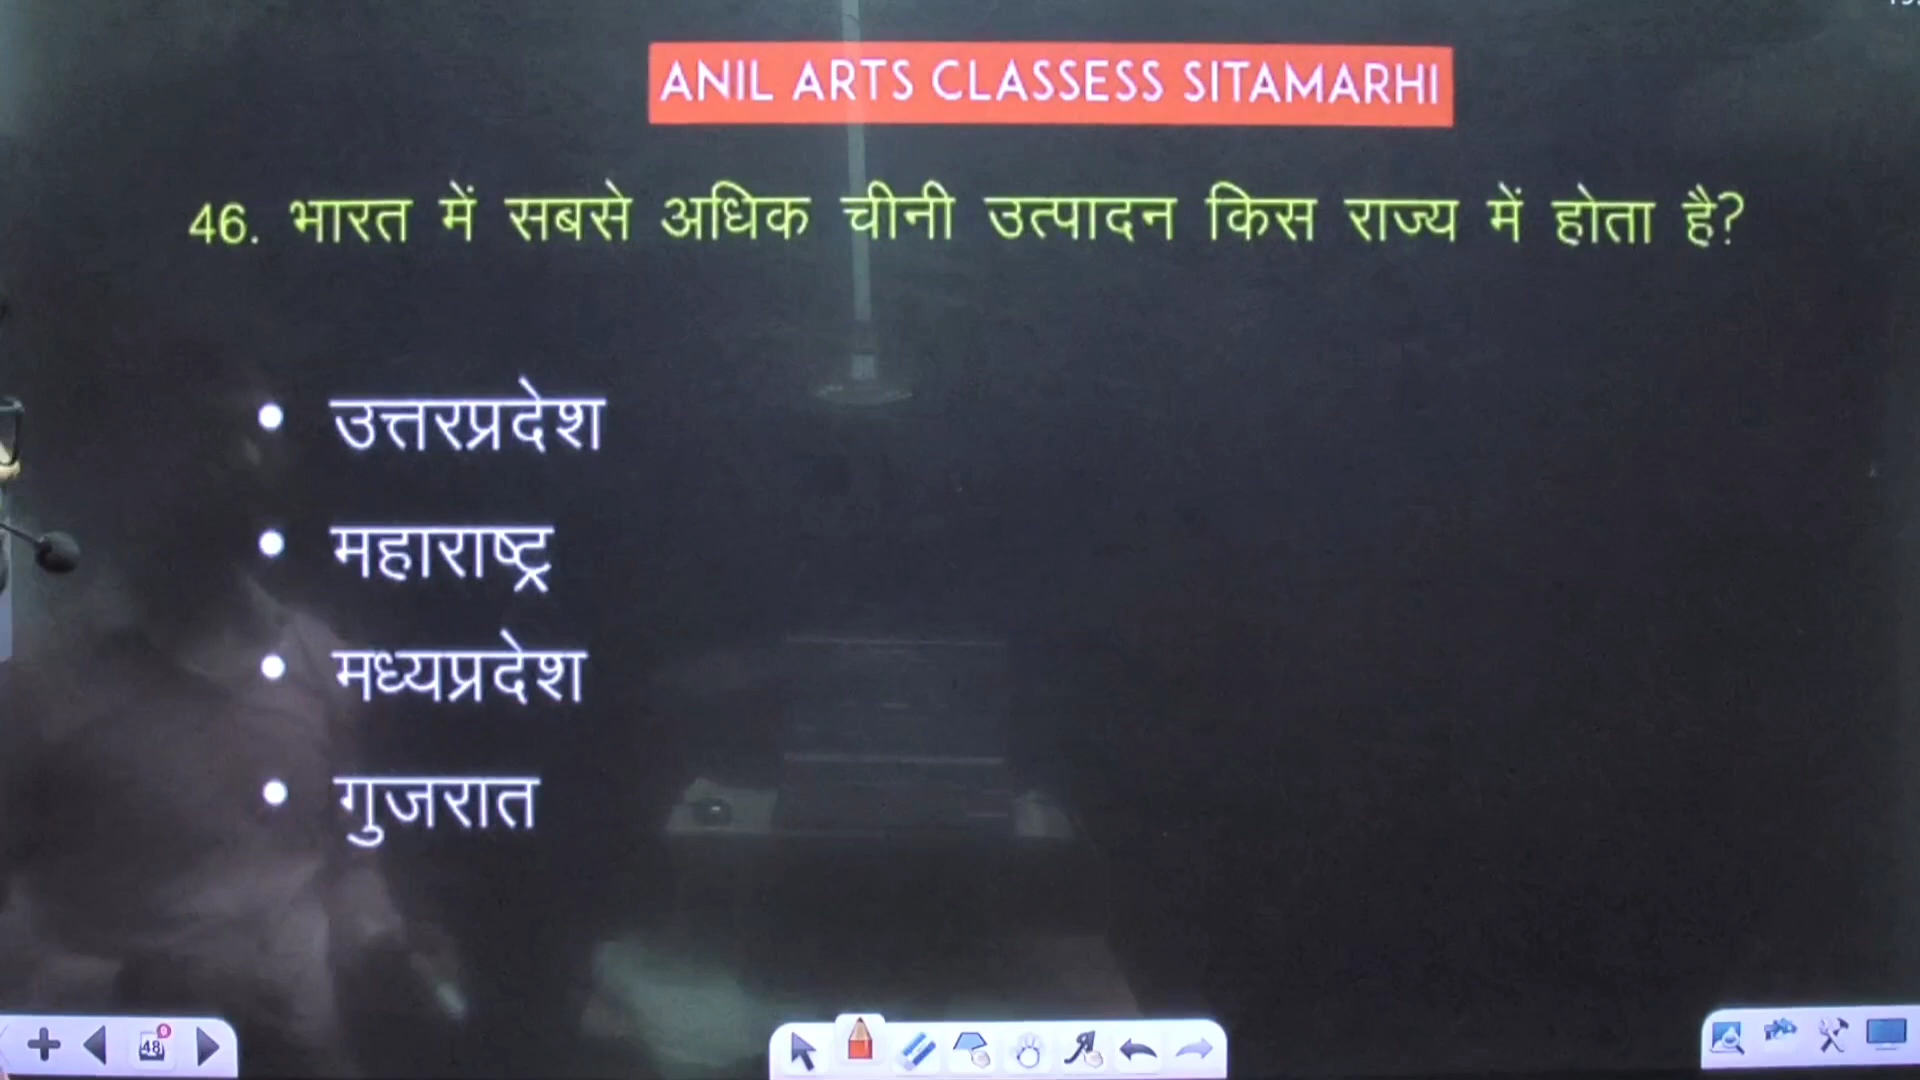 ANIL ARTS CLASSESS SITAMARHI
46. भारत में सबसे अधिक चीनी उत्पादन किस राज्य में होता है?
• उत्तरप्रदेश
• महाराष्ट्र
• मध्यप्रदेश
• गुजरात
48